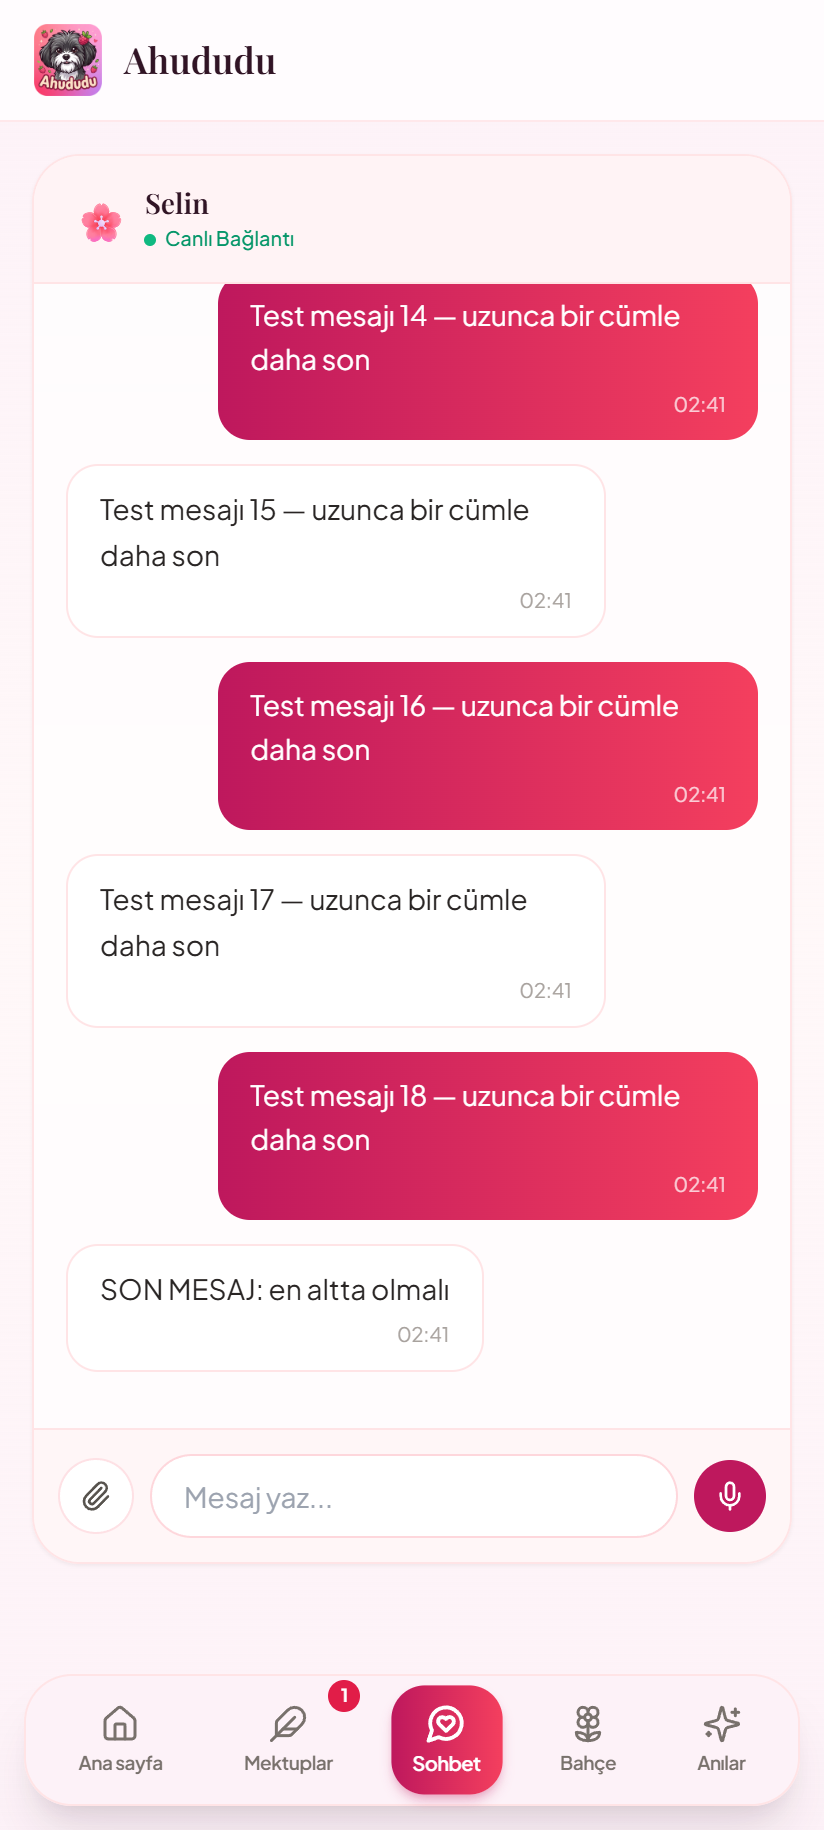 Ahududu
Ahududu
Selin
Canlı Bağlantı
Test mesajı 14 — uzunca bir cümle
daha son
02:41
Test mesajı 15 — uzunca bir cümle
daha son
02:41
Test mesajı 16 — uzunca bir cümle
daha son
02:41
Test mesajı 17 — uzunca bir cümle
daha son
02:41
Test mesajı 18 — uzunca bir cümle
daha son
02:41
SON MESAJ: en altta olmalı
02:41
Mesaj yaz...
1
Ana sayfa
Mektuplar
Sohbet
Bahçe
Anılar